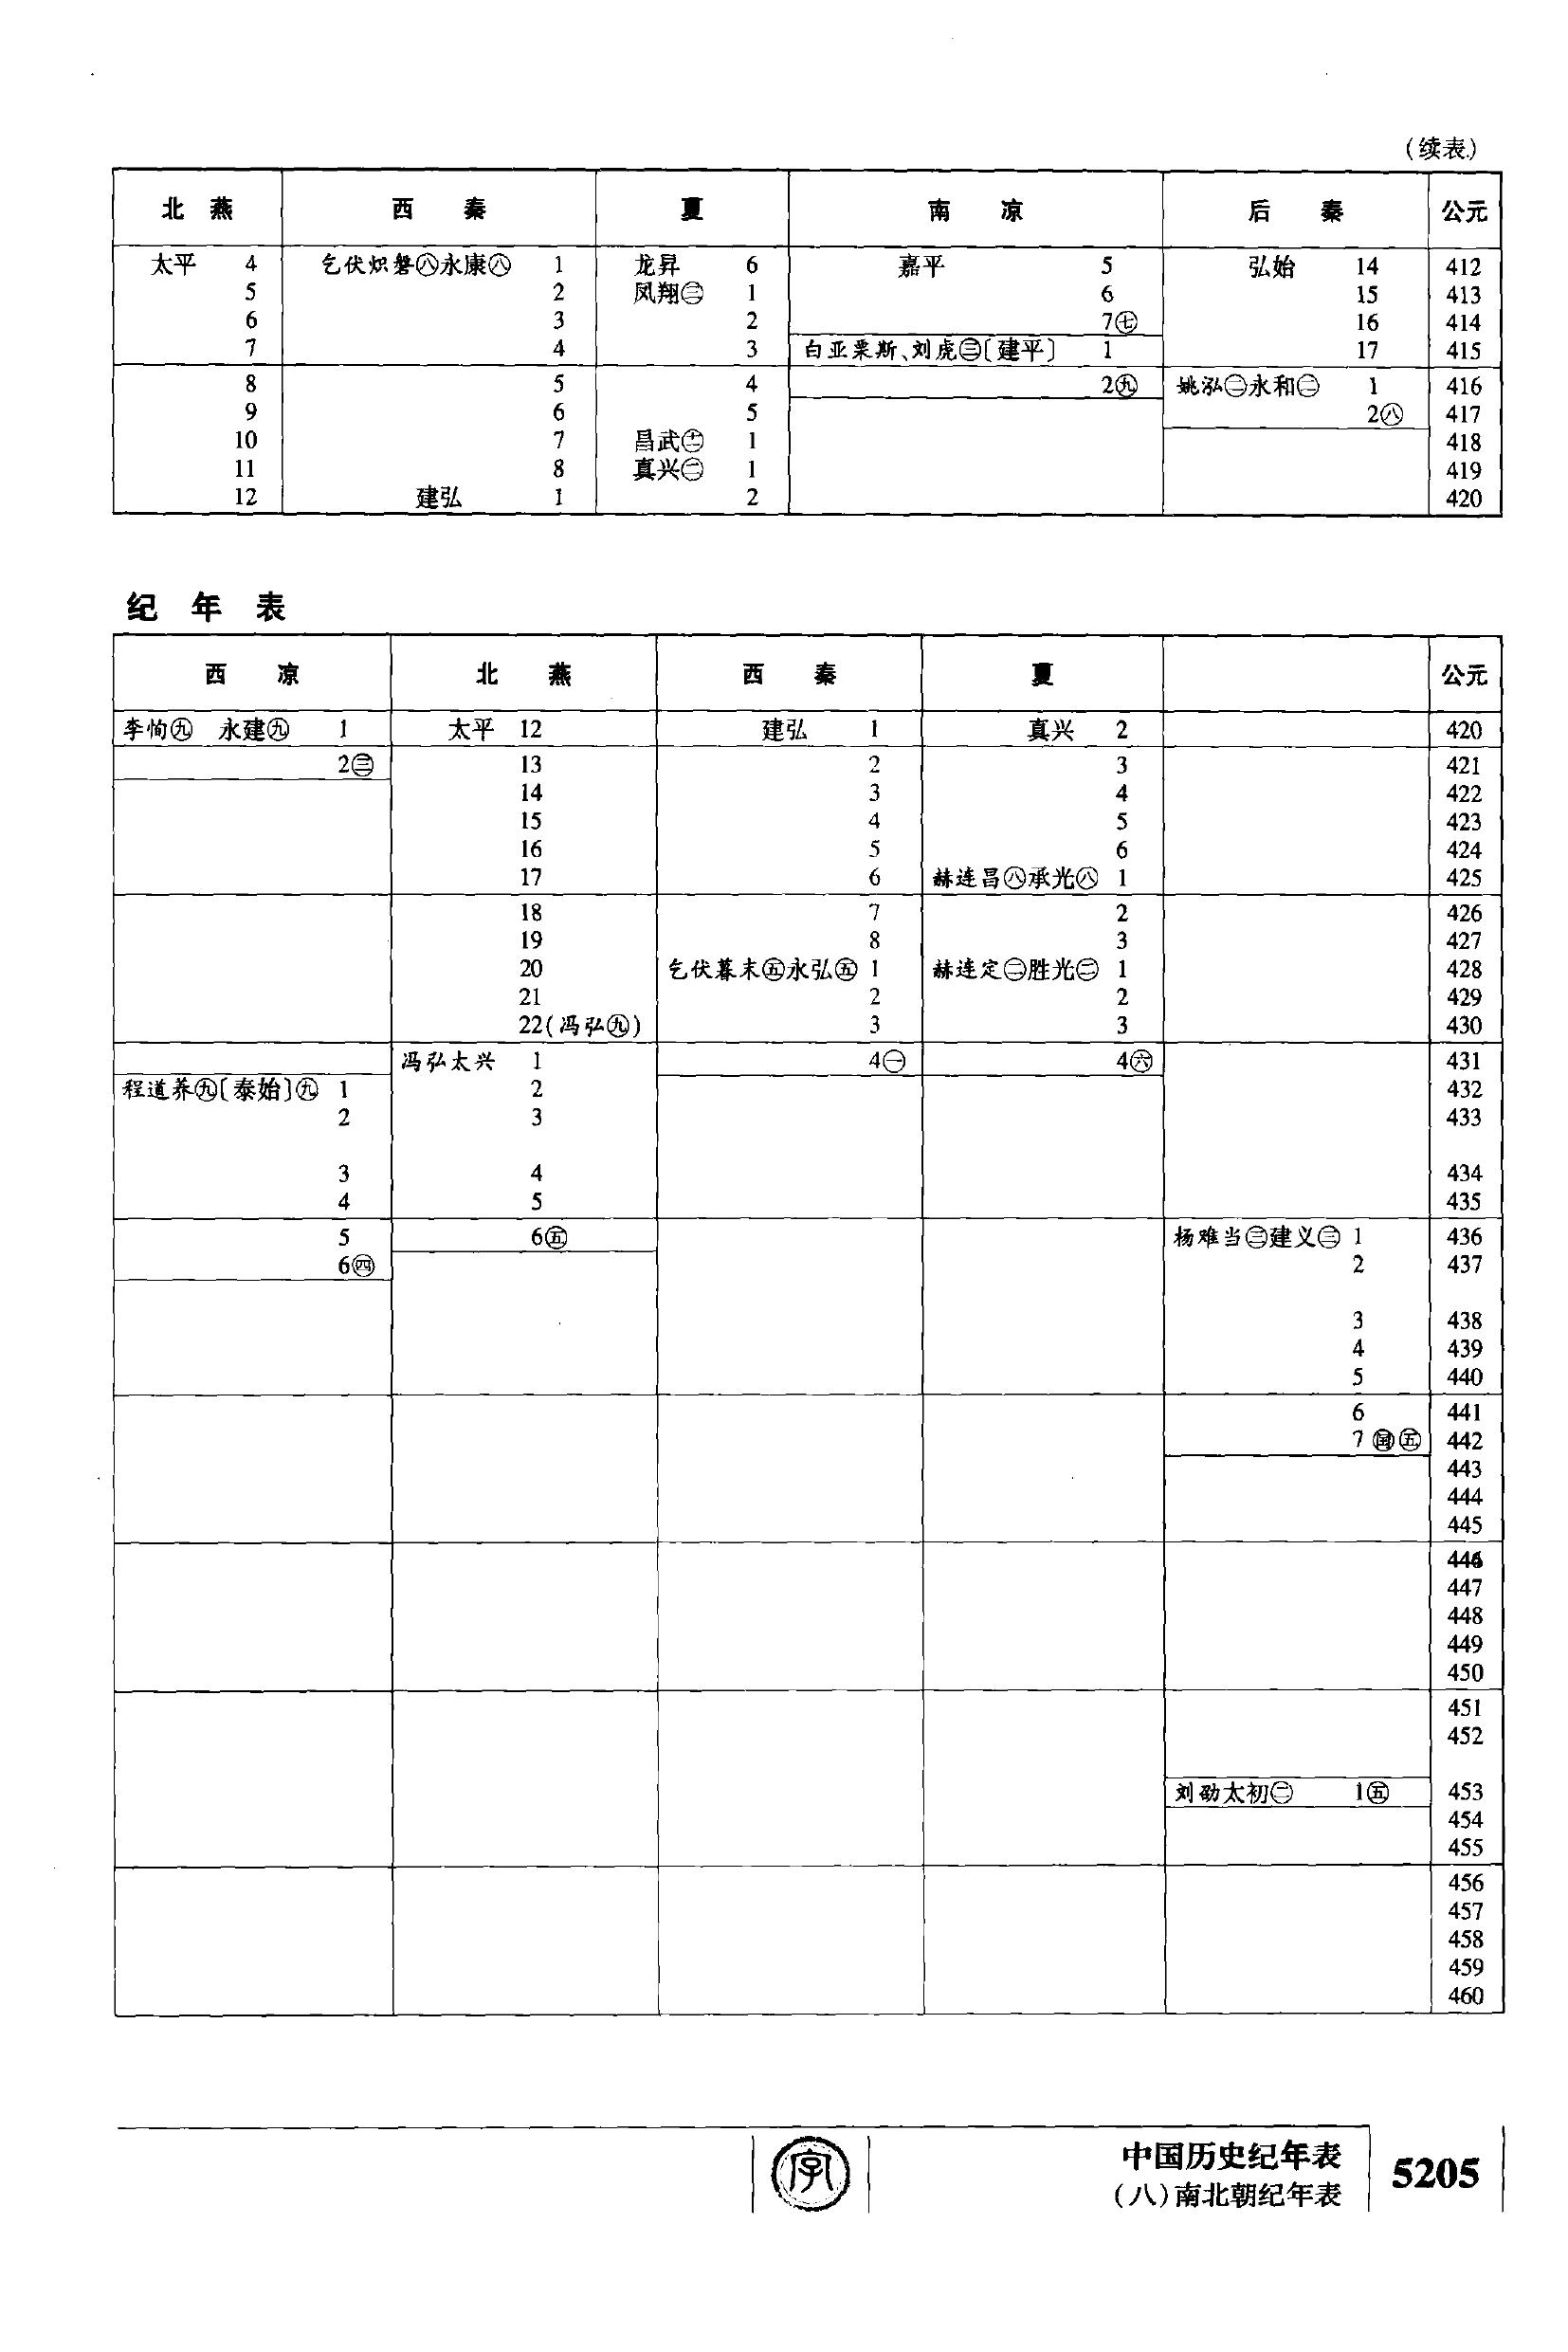 (续表)
北 燕 西 秦 夏 南 凉 后 秦 公元
太平 4 乞伏炽磐㊇永康㊇ 1 龙昇 6 嘉平 5 弘始 14 412
5 2 凤翔㊂ 1 6 15 413
6 3 2 7㊆ 16 414
7 4 3 白亚栗斯、刘虎㊂〔建平〕 1 17 415
8 5 4 2㊈ 姚泓㊁永和㊁ 1 416
9 6 5 2㊇ 417
10 7 昌武 1 418
11 8 真兴㊁ 1 419
12 建弘 1 2 420
纪 年 表
西 凉 北 燕 西 秦 夏 公元
李恂㊈ 永建㊈ 1 太平 12 建弘 1 真兴 2 420
2㊂ 13 2 3 421
14 3 4 422
15 4 5 423
16 5 6 424
17 6 赫连昌㊇承光㊇ 1 425
18 7 2 426
19 8 3 427
20 乞伏暮末㊄永弘㊄ 1 赫连定㊁胜光㊁ 1 428
21 2 2 429
22(冯弘㊈) 3 3 430
冯弘太兴 1 4㊀ 4㊅ 431
程道养㊈〔泰始〕㊈ 1 2 432
2 3 433
3 4 434
4 5 435
5 6㊄ 杨难当㊂建义㊂ 1 436
6㊃ 2 437
3 438
4 439
5 440
6 441
7 ㊄ 442
443
444
445
446
447
448
449
450
451
452
刘劭太初㊁ 1㊄ 453
454
455
456
457
458
459
460
字
中国历史纪年表
(八)南北朝纪年表
5205